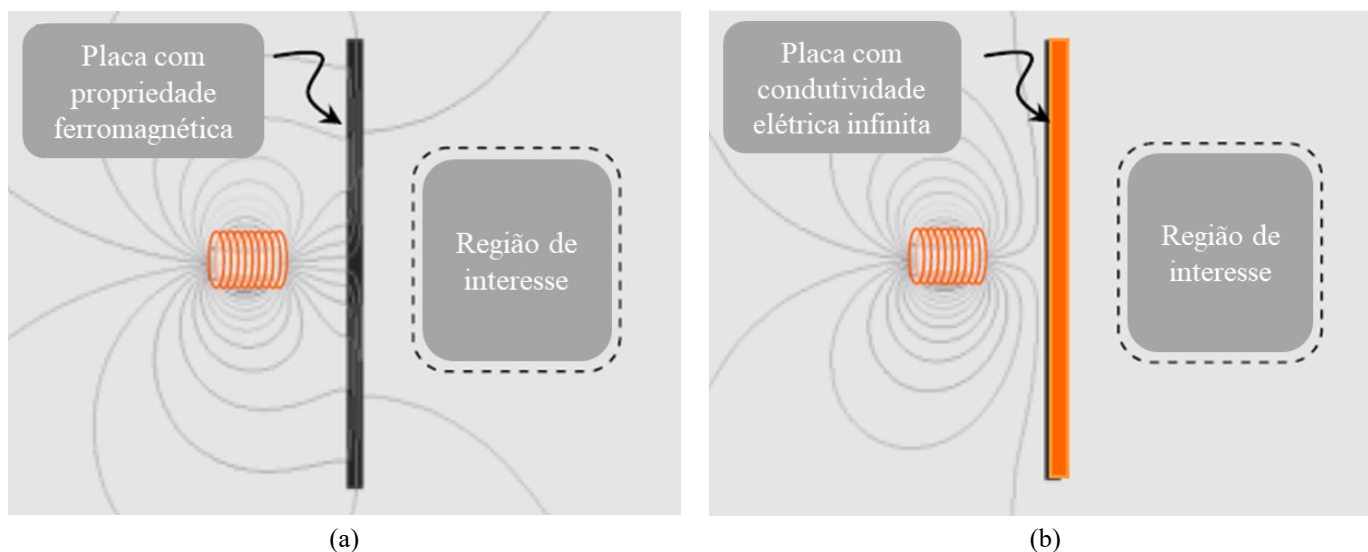 Placa com
propriedade
ferromagnética
Região de
interesse
(a)
Placa com
condutividade
elétrica infinita
Região de
interesse
(b)